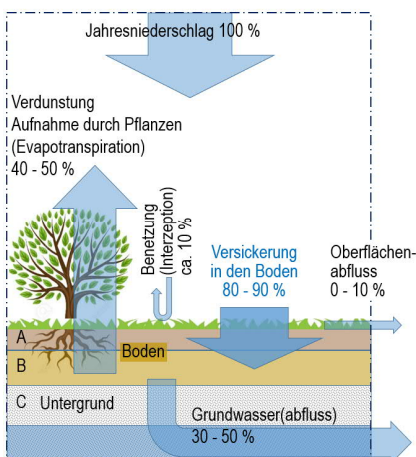 Jahresniederschlag 100 %
Verdunstung
Aufnahme durch Pflanzen
(Evapotranspiration)
40 - 50 %
Benetzung
(Interzeption)
ca. 10 %
Versickerung
in den Boden
80 - 90 %
Oberflächen-
abfluss
0 - 10 %
A
Boden
B
C Untergrund
Grundwasser(abfluss)
30 - 50 %